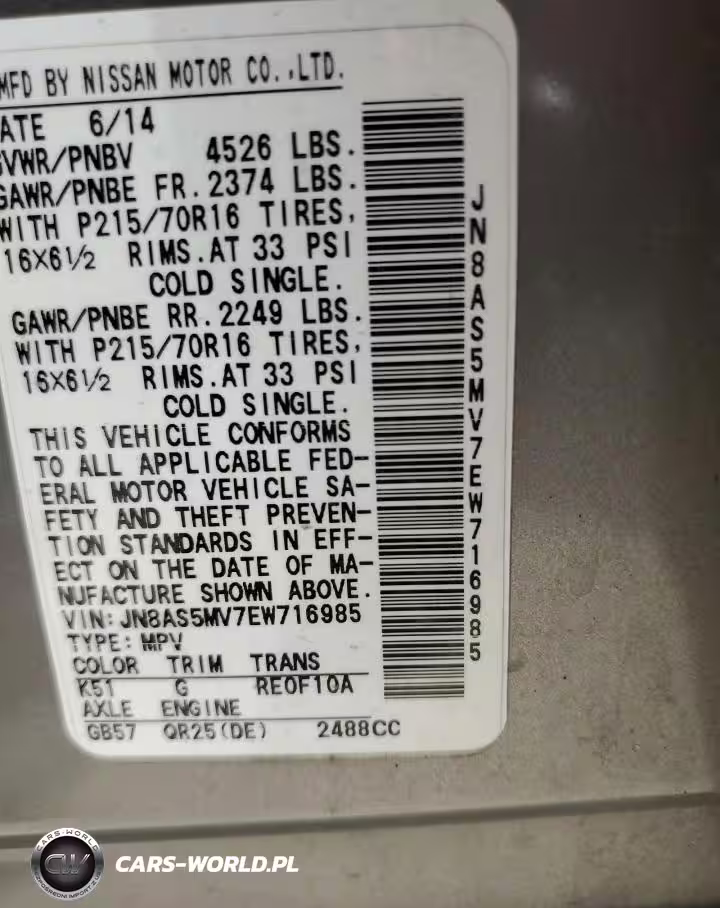 MFD BY NISSAN MOTOR CO.,LTD.
ATE 6/14
GVWR/PNBV 4526 LBS.
GAWR/PNBE FR. 2374 LBS.
WITH P215/70R16 TIRES,
16X6½ RIMS. AT 33 PSI
COLD SINGLE.
GAWR/PNBE RR. 2249 LBS.
WITH P215/70R16 TIRES,
16X6½ RIMS. AT 33 PSI
COLD SINGLE.
THIS VEHICLE CONFORMS
TO ALL APPLICABLE FED-
ERAL MOTOR VEHICLE SA-
FETY AND THEFT PREVEN-
TION STANDARDS IN EFF-
ECT ON THE DATE OF MA-
NUFACTURE SHOWN ABOVE.
VIN: JN8AS5MV7EW716985
TYPE: MPV
COLOR TRIM TRANS
K51 G RE0F10A
AXLE ENGINE
GB57 QR25(DE) 2488CC
JN8AS5MV7EW716985
CARS-WORLD
CW
CARS-WORLD.PL